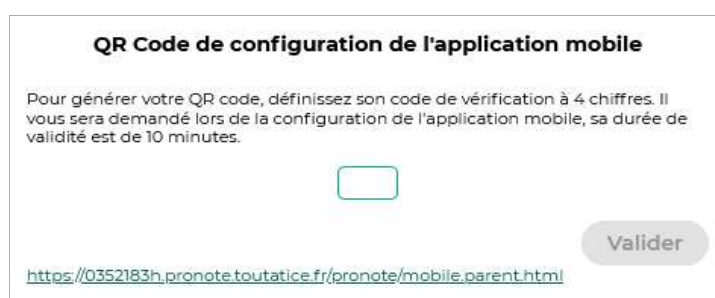 QR Code de configuration de l'application mobile
Pour générer votre QR code, définissez son code de vérification à 4 chiffres. Il
vous sera demandé lors de la configuration de l'application mobile, sa durée de
validité est de 10 minutes.
Valider
https://0352183h.pronote.toutatice.fr/pronote/mobile.parent.html